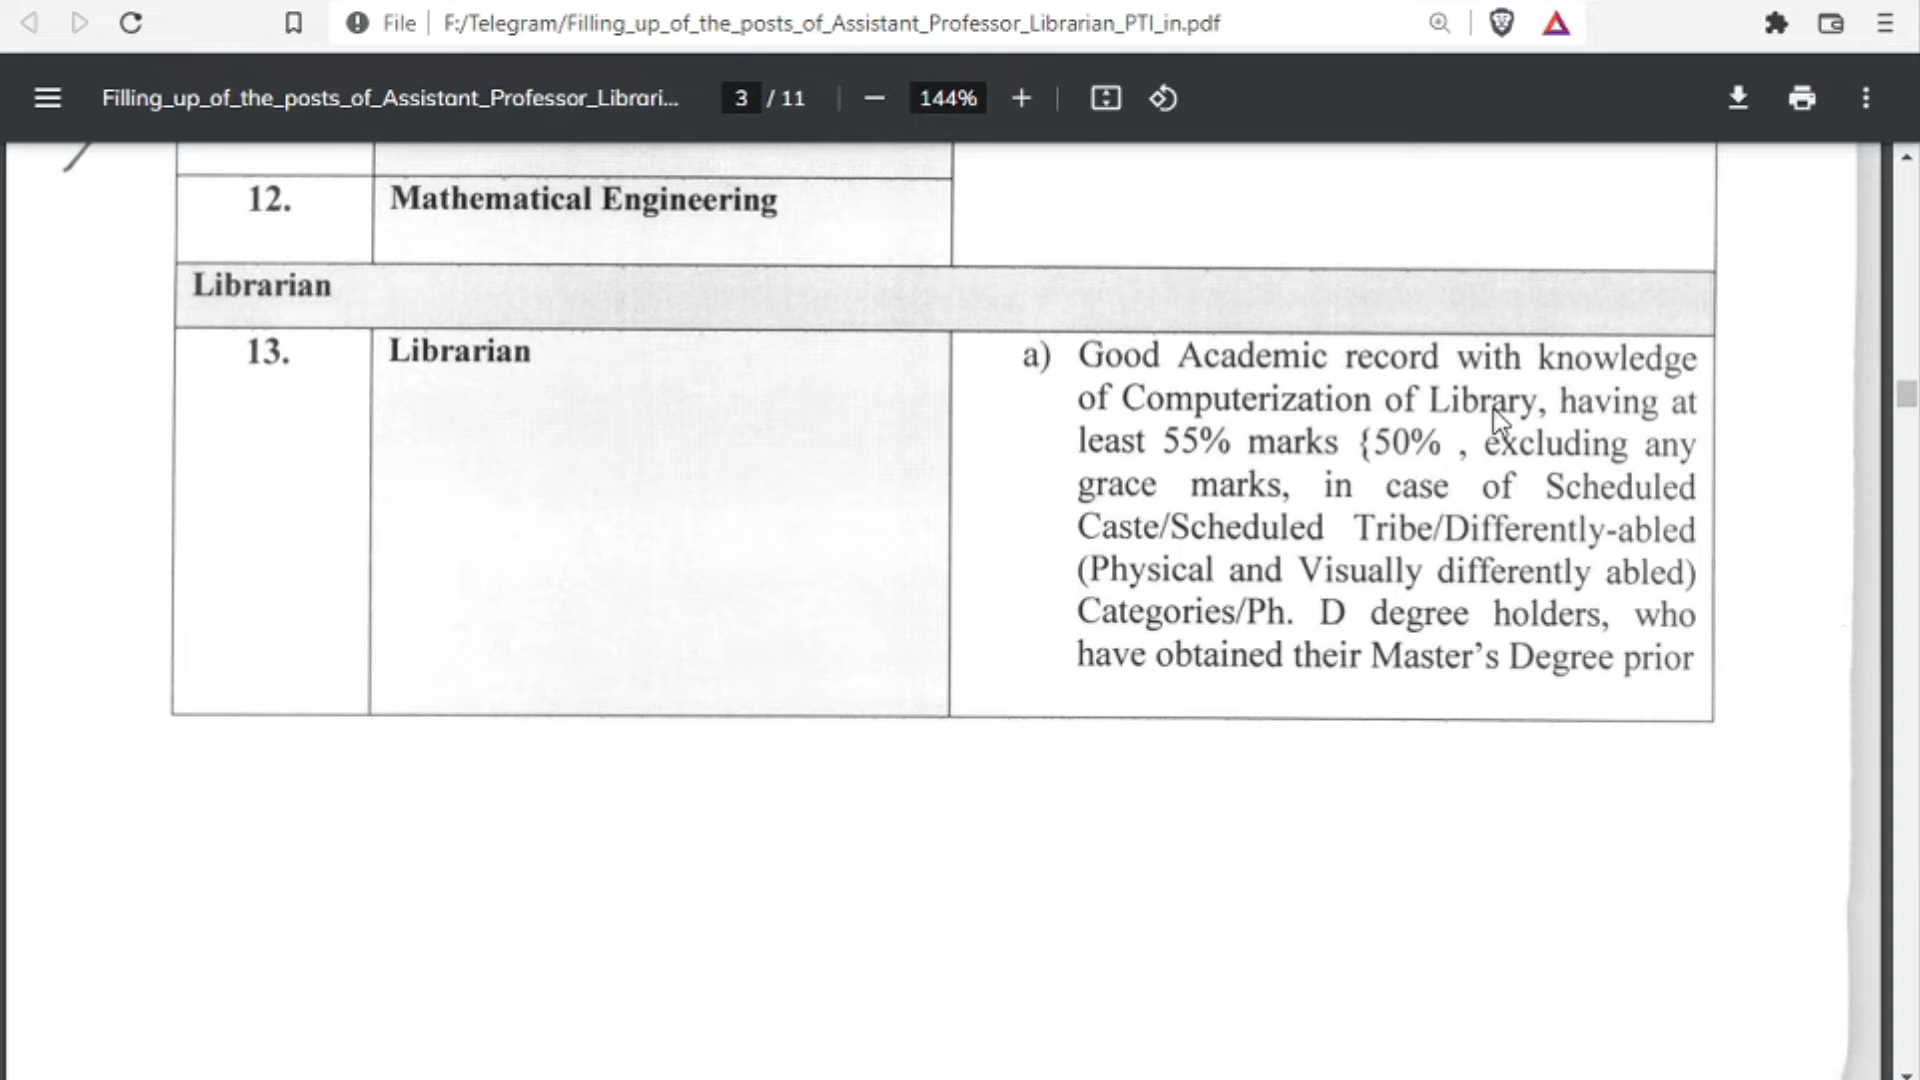 File
F:/Telegram/Filling_up_of_the_posts_of_Assistant_Professor_Librarian_PTI_in.pdf
Filling_up_of_the_posts_of_Assistant_Professor_Librari...
3 / 11
144%
12.
Mathematical Engineering
Librarian
13.
Librarian
a) Good Academic record with knowledge
of Computerization of Library, having at
least 55% marks {50% , excluding any
grace marks, in case of Scheduled
Caste/Scheduled Tribe/Differently-abled
(Physical and Visually differently abled)
Categories/Ph. D degree holders, who
have obtained their Master's Degree prior